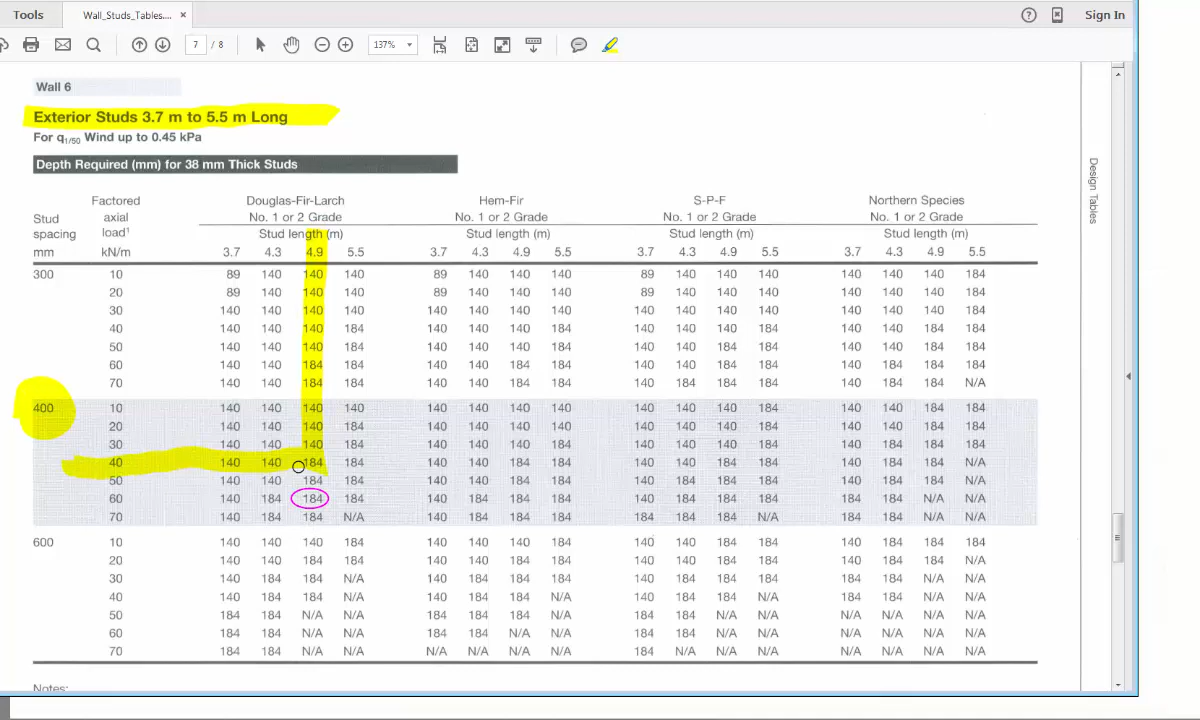 Tools Wall_Studs_Tables.... × Sign In
7 / 8 137%
Wall 6
Exterior Studs 3.7 m to 5.5 m Long
For q1/50 Wind up to 0.45 kPa
Depth Required (mm) for 38 mm Thick Studs
Factored Douglas-Fir-Larch Hem-Fir S-P-F Northern Species
Stud axial No. 1 or 2 Grade No. 1 or 2 Grade No. 1 or 2 Grade No. 1 or 2 Grade
spacing load1 Stud length (m) Stud length (m) Stud length (m) Stud length (m)
mm kN/m 3.7 4.3 4.9 5.5 3.7 4.3 4.9 5.5 3.7 4.3 4.9 5.5 3.7 4.3 4.9 5.5
300 10 89 140 140 140 89 140 140 140 89 140 140 140 140 140 140 184
20 89 140 140 140 89 140 140 140 89 140 140 140 140 140 140 184
30 140 140 140 140 140 140 140 140 140 140 140 140 140 140 140 184
40 140 140 140 184 140 140 140 184 140 140 140 184 140 140 184 184
50 140 140 140 184 140 140 140 184 140 140 184 184 140 140 184 184
60 140 140 184 184 140 140 184 184 140 140 184 184 140 184 184 184
70 140 140 184 184 140 140 184 184 140 184 184 184 140 184 184 N/A
400 10 140 140 140 140 140 140 140 140 140 140 140 184 140 140 184 184
20 140 140 140 184 140 140 140 184 140 140 140 184 140 140 184 184
30 140 140 140 184 140 140 140 184 140 140 140 184 140 184 184 184
40 140 140 184 184 140 140 184 184 140 140 184 184 140 184 184 N/A
50 140 140 184 184 140 140 184 184 140 184 184 184 140 184 184 N/A
60 140 184 184 184 140 184 184 184 140 184 184 184 184 184 N/A N/A
70 140 184 184 N/A 140 184 184 184 184 184 184 N/A 184 184 N/A N/A
600 10 140 140 140 184 140 140 140 184 140 140 184 184 140 184 184 184
20 140 140 184 184 140 140 184 184 140 140 184 184 140 184 184 N/A
30 140 184 184 N/A 140 184 184 184 140 184 184 184 184 184 N/A N/A
40 140 184 184 N/A 140 184 184 N/A 140 184 184 N/A 184 184 N/A N/A
50 184 184 N/A N/A 184 184 184 N/A 184 184 N/A N/A N/A N/A N/A N/A
60 184 184 N/A N/A 184 184 N/A N/A 184 184 N/A N/A N/A N/A N/A N/A
70 184 184 N/A N/A N/A N/A N/A N/A 184 N/A N/A N/A N/A N/A N/A N/A
Notes:
Design Tables